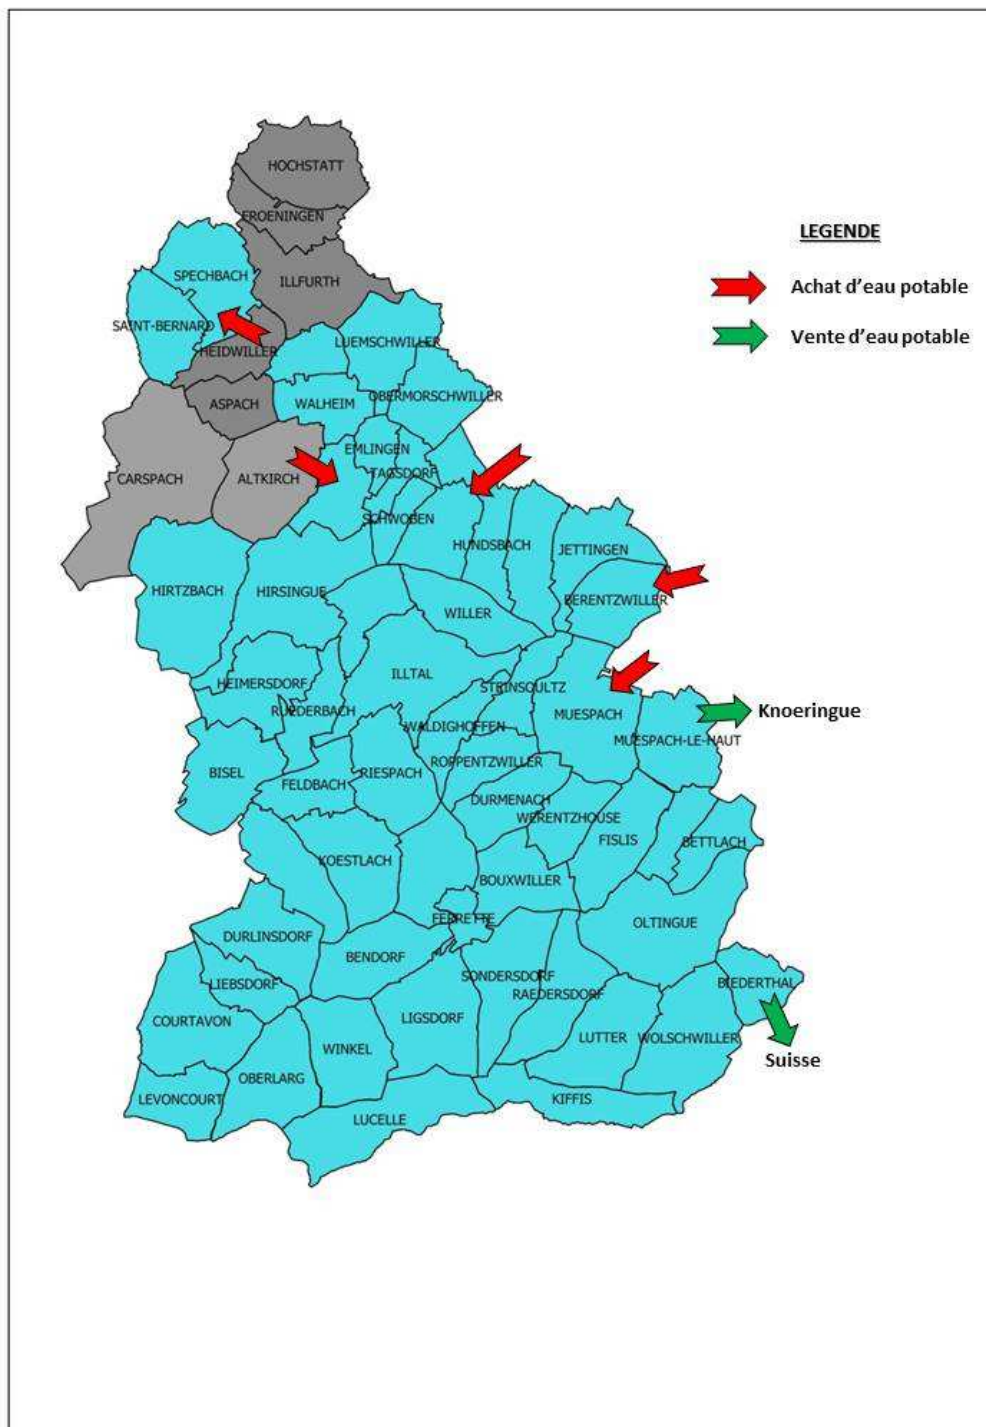 HOCHSTATT
FROENINGEN
LEGENDE
SPECHBACH
ILLFURTH
Achat d'eau potable
SAINT-BERNARD
Vente d'eau potable
HEIDWILLER
LUEMSCHWILLER
ASPACH
WALHEIM
OBERMORSCHWILLER
EMLINGEN
CARSPACH
ALTKIRCH
TAGSDORF
SCHWOBEN
HUNDSBACH
JETTINGEN
HIRTZBACH
HIRSINGUE
BERENTZWILLER
WILLER
HEIMERSDORF
ILLTAL
STRINSOULTZ
RUEDERBACH
WALDIGHOFFEN
MUESPACH
Knoeringue
MUESPACH-LE-HAUT
BISEL
FELDBACH
RIESPACH
ROPPENTZWILLER
DURMENACH
WERENTZHOUSE
FISLIS
BETTLACH
KOESTLACH
BOUXWILLER
FERRETTE
OLTINGUE
DURLINSDORF
BENDORF
LIEBSDORF
SONDERSDORF
RAEDERSDORF
BIEDERTHAL
COURTAVON
LIGSDORF
WINKEL
LUTTER
WOLSCHWILLER
Suisse
OBERLARG
LEVONCOURT
KIFFIS
LUCELLE